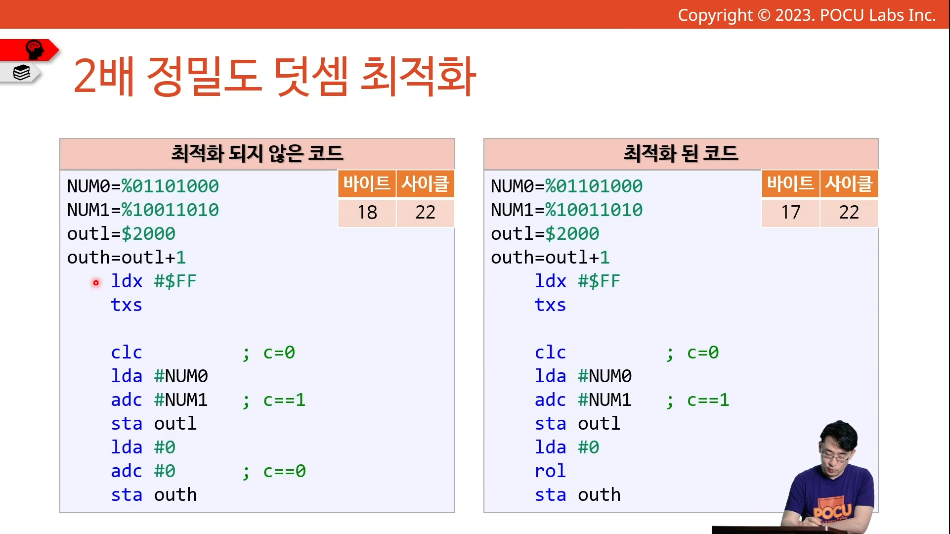 Copyright © 2023. POCU Labs Inc.
2배 정밀도 덧셈 최적화
최적화 되지 않은 코드
바이트 사이클
18 22
NUM0=%01101000
NUM1=%10011010
outl=$2000
outh=outl+1
ldx #$FF
txs
clc ; c=0
lda #NUM0
adc #NUM1 ; c==1
sta outl
lda #0
adc #0 ; c==0
sta outh
최적화 된 코드
바이트 사이클
17 22
NUM0=%01101000
NUM1=%10011010
outl=$2000
outh=outl+1
ldx #$FF
txs
clc ; c=0
lda #NUM0
adc #NUM1 ; c==1
sta outl
lda #0
rol
sta outh
POCU